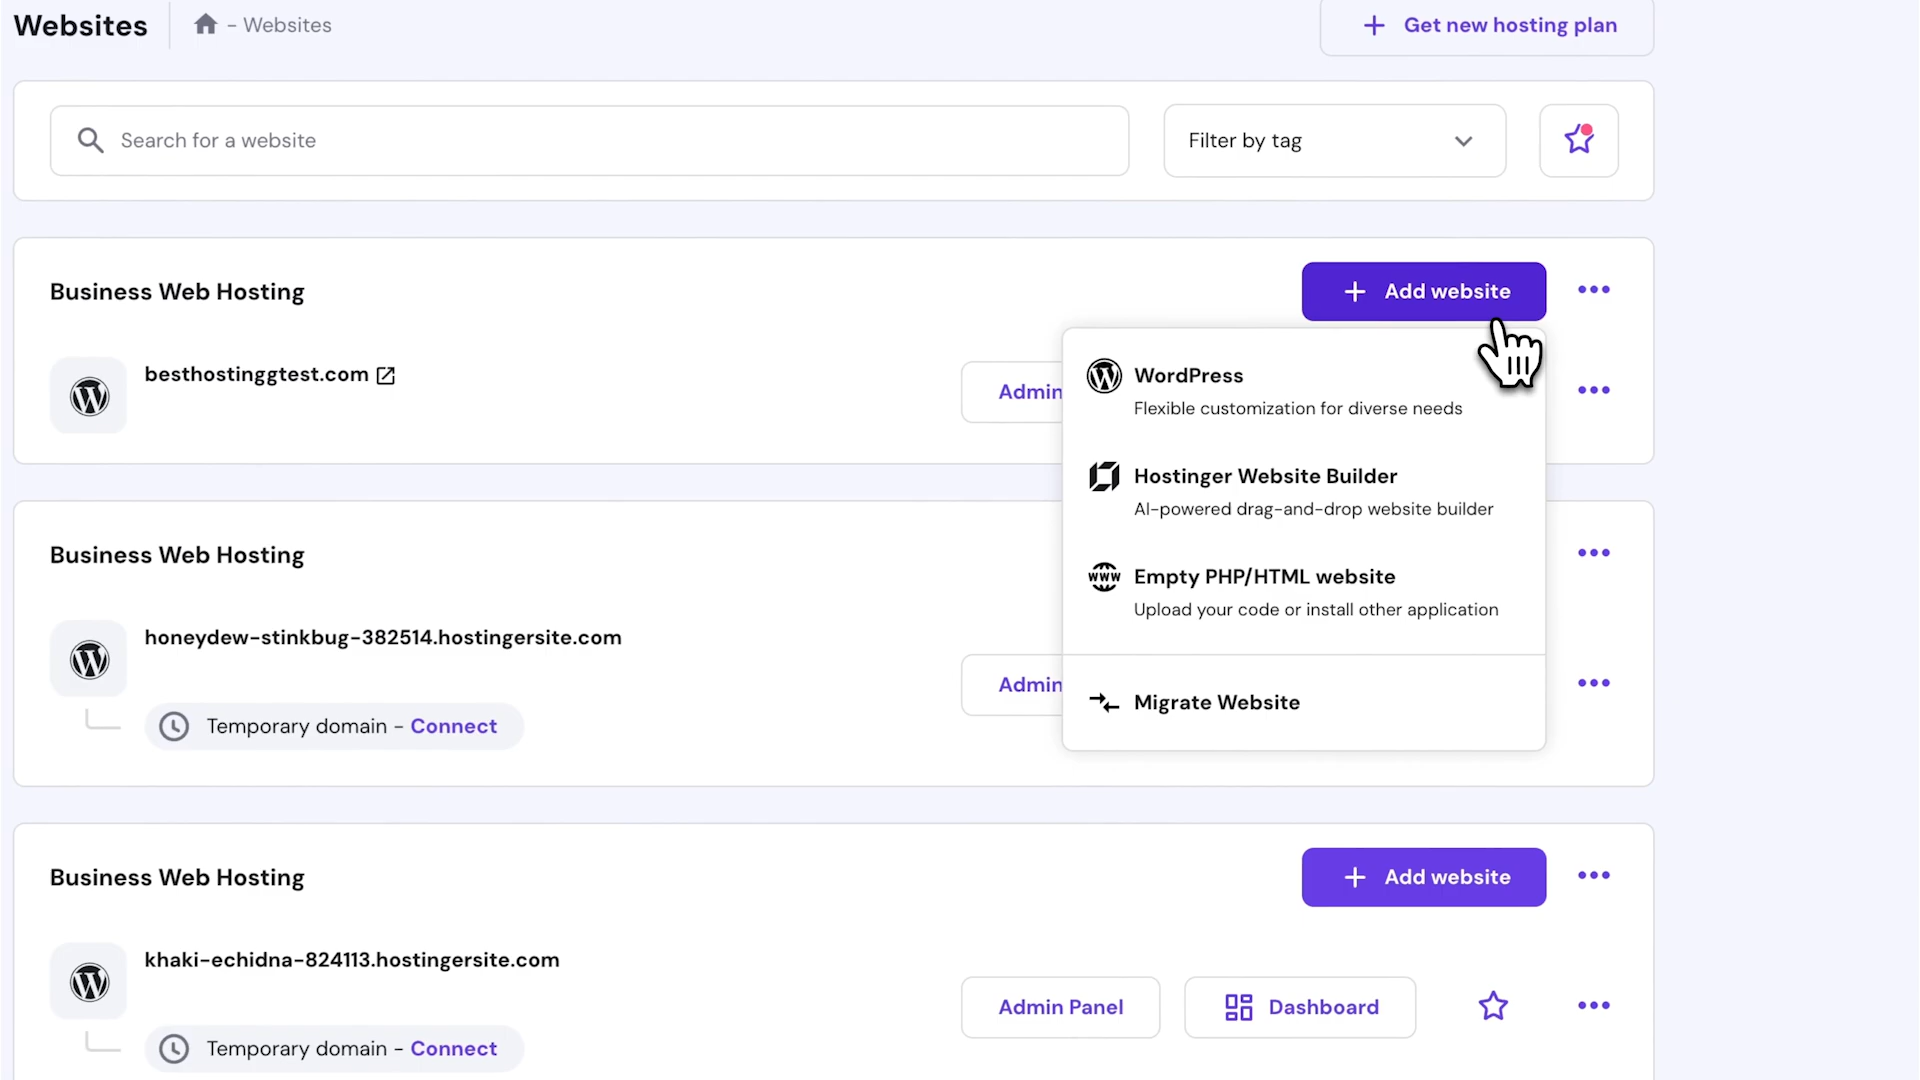 Websites
– Websites
+ Get new hosting plan
Search for a website
Filter by tag
Business Web Hosting
+ Add website
besthostinggtest.com
Admin
WordPress
Flexible customization for diverse needs
Hostinger Website Builder
AI-powered drag-and-drop website builder
Empty PHP/HTML website
Upload your code or install other application
Migrate Website
Business Web Hosting
honeydew-stinkbug-382514.hostingersite.com
Admin
Temporary domain – Connect
Business Web Hosting
+ Add website
khaki-echidna-824113.hostingersite.com
Admin Panel
Dashboard
Temporary domain – Connect